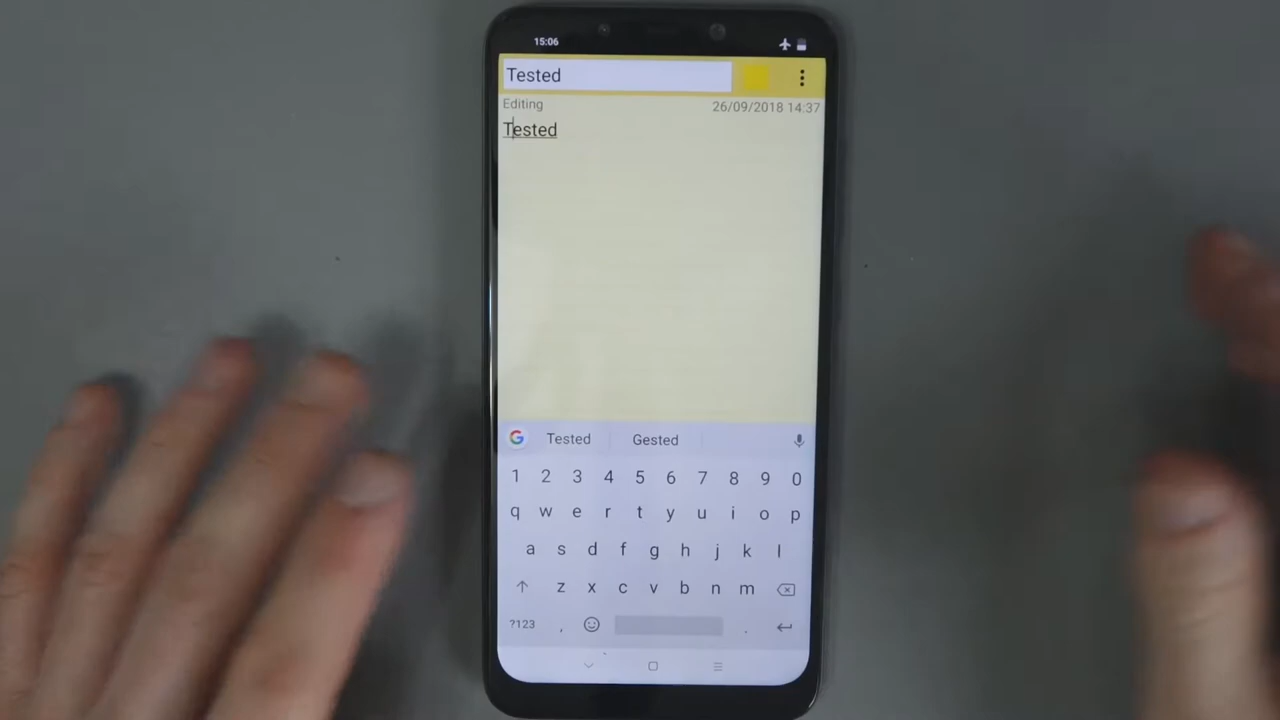 15:06
Tested
Editing 26/09/2018 14:37
Tested
G Tested Gested
1 2 3 4 5 6 7 8 9 0
q w e r t y u i o p
a s d f g h j k l
z x c v b n m
?123 , .